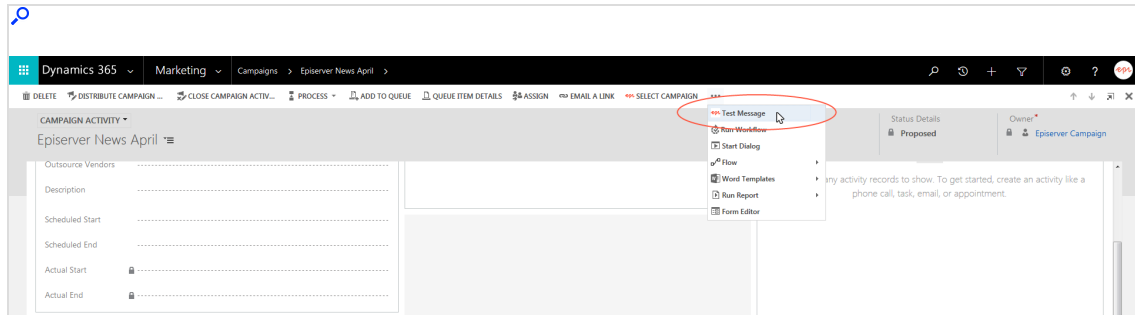 Dynamics 365 Marketing Campaigns > Episerver News April >
DELETE DISTRIBUTE CAMPAIGN ... CLOSE CAMPAIGN ACTIV... PROCESS ADD TO QUEUE QUEUE ITEM DETAILS ASSIGN EMAIL A LINK eps SELECT CAMPAIGN ...
CAMPAIGN ACTIVITY
Episerver News April
eps Test Message
Run Workflow
Start Dialog
Flow
Word Templates
Run Report
Form Editor
Status Details
Proposed
Owner*
Episerver Campaign
Outsource Vendors
Description
Scheduled Start
Scheduled End
Actual Start
Actual End
any activity records to show. To get started, create an activity like a
phone call, task, email, or appointment.